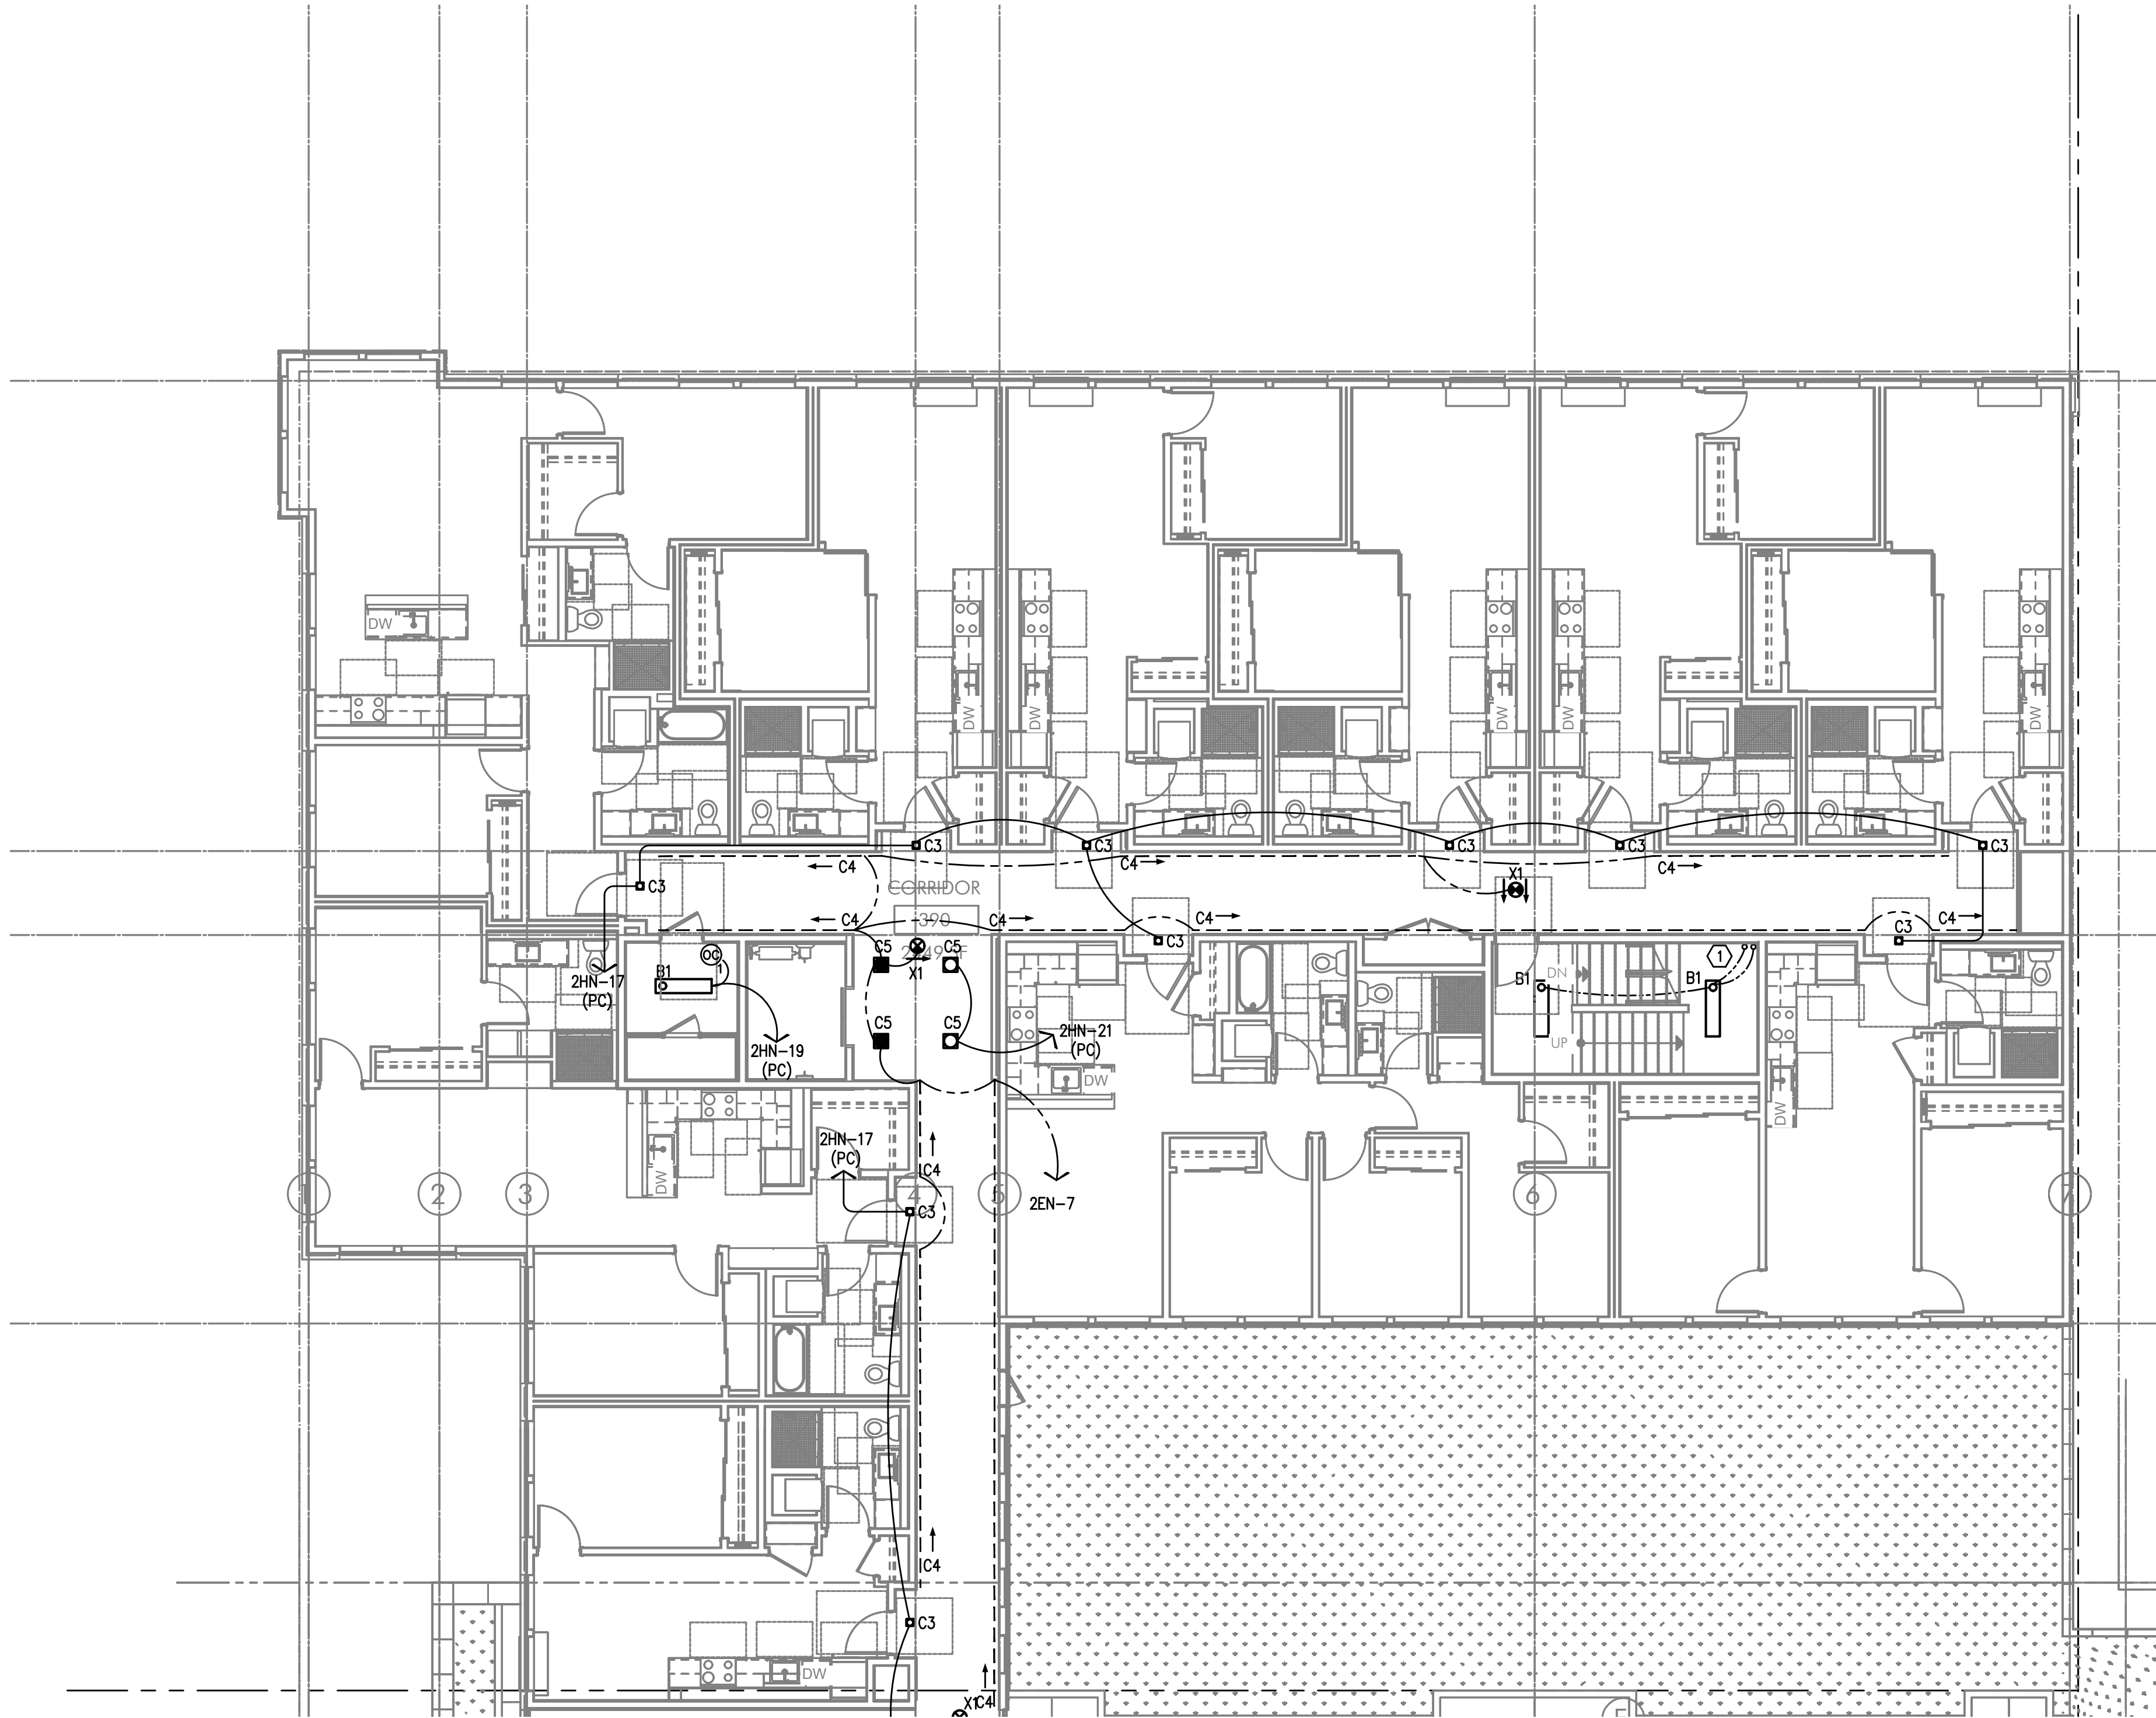 DW
DW
DW
DW
DW
DW
C3
C3
C3
C3
C3
C4
C4
C4
X1
C3
CORRIDOR
C4
390
C4
C4
C4
C3
C3
C5
C5
X1
OC
1
1
2HN-17
(PC)
B1
B1
DN
B1
C5
C5
2HN-21
(PC)
2HN-19
(PC)
UP
DW
DW
2HN-17
(PC)
DW
C4
2
3
4
5
6
7
2EN-7
C3
C4
C3
DW
X1
C4